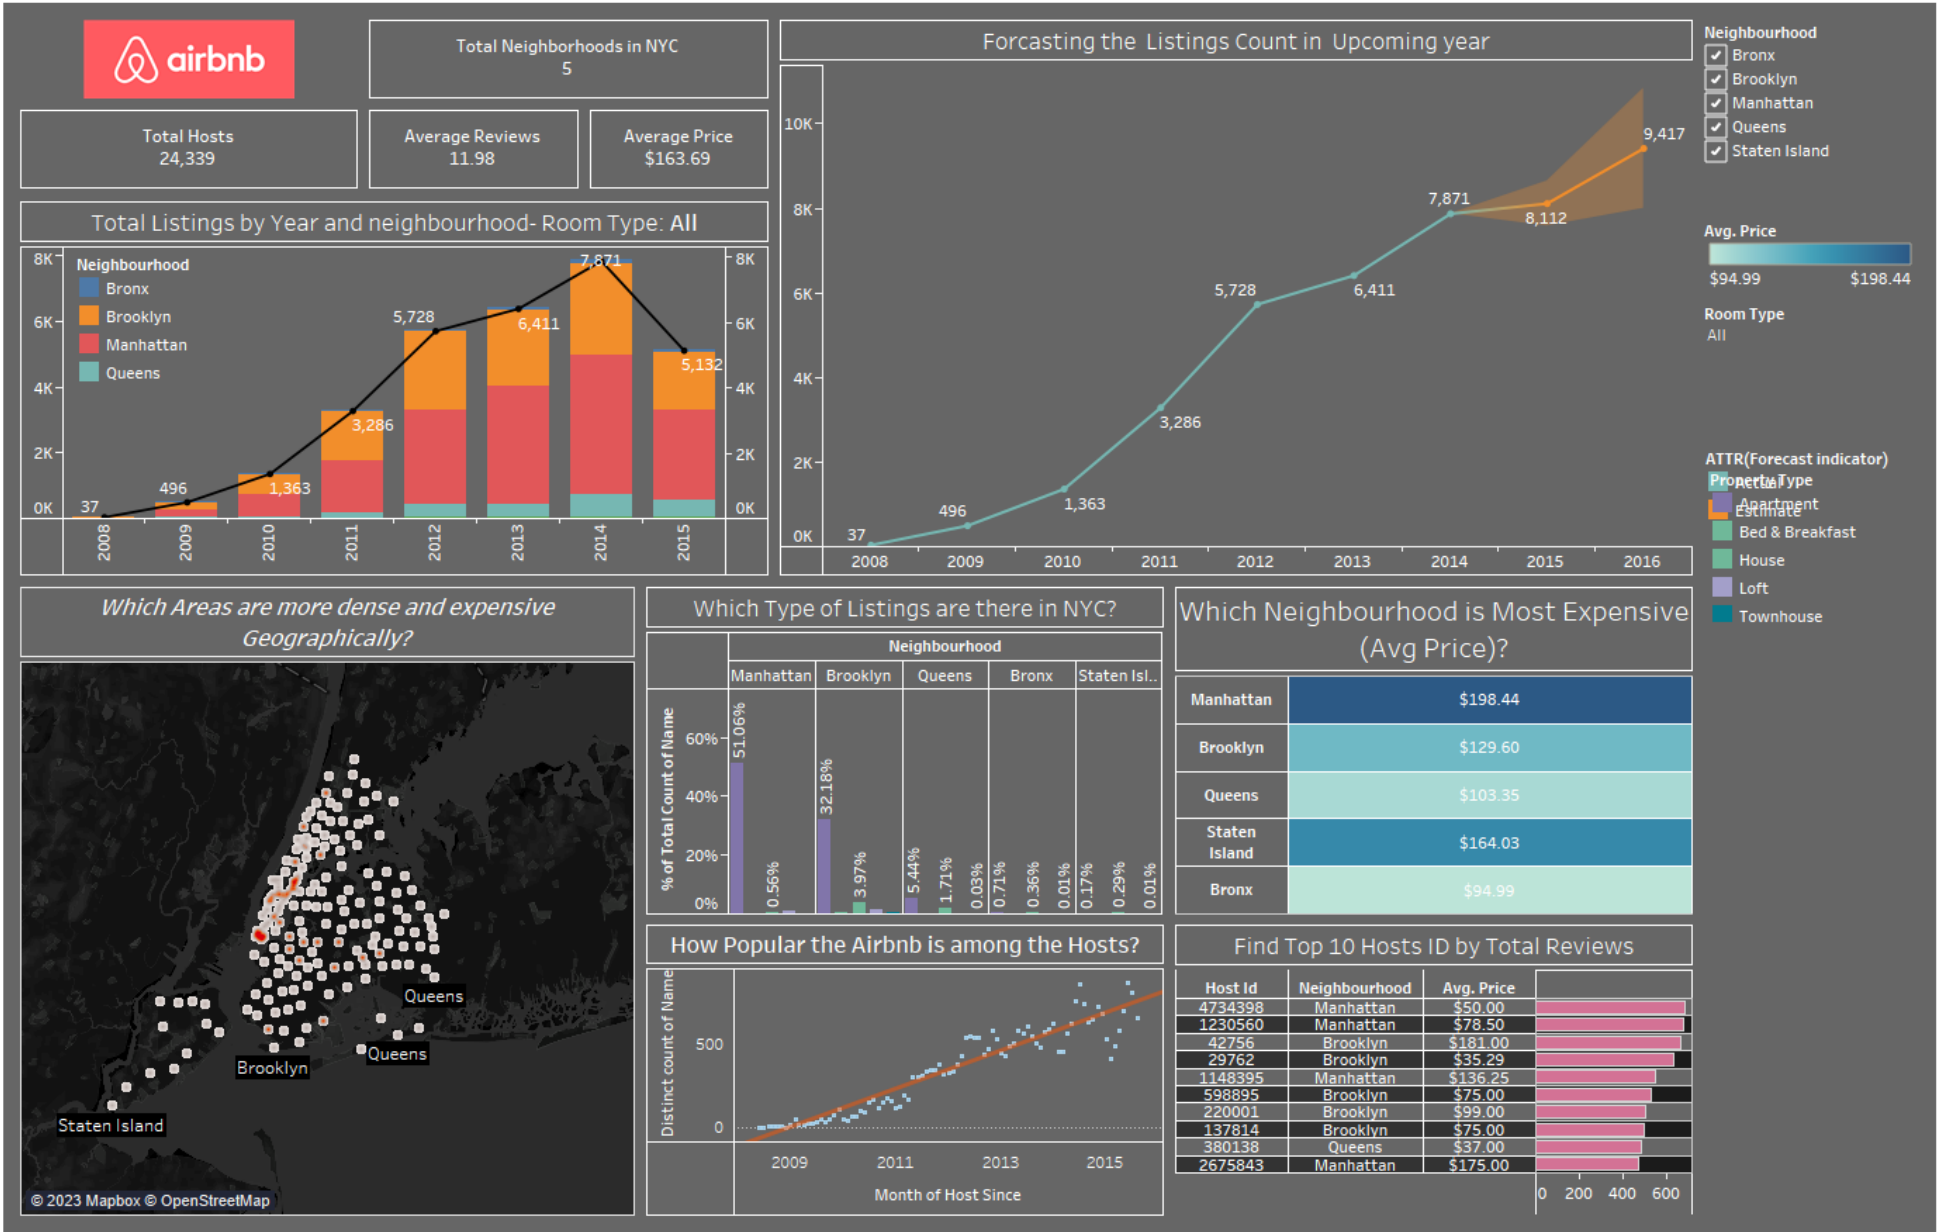 airbnb
Total Neighborhoods in NYC
5
Total Hosts
24,339
Average Reviews
11.98
Average Price
$163.69
Total Listings by Year and neighbourhood- Room Type: All
8K
6K
4K
2K
0K
Neighbourhood
Bronx
Brooklyn
Manhattan
Queens
37
496
1,363
3,286
5,728
6,411
7,871
5,132
8K
6K
4K
2K
0K
2008
2009
2010
2011
2012
2013
2014
2015
Forcasting the Listings Count in Upcoming year
10K
8K
6K
4K
2K
0K
37
496
1,363
3,286
5,728
6,411
7,871
8,112
9,417
2008
2009
2010
2011
2012
2013
2014
2015
2016
Neighbourhood
Bronx
Brooklyn
Manhattan
Queens
Staten Island
Avg. Price
$94.99 $198.44
Room Type
All
ATTR(Forecast indicator)
Actual
Estimate
Property Type
Apartment
Bed & Breakfast
House
Loft
Townhouse
Which Areas are more dense and expensive
Geographically?
Queens
Queens
Brooklyn
Staten Island
© 2023 Mapbox © OpenStreetMap
Which Type of Listings are there in NYC?
Neighbourhood
Manhattan Brooklyn Queens Bronx Staten Isl..
% of Total Count of Name
60%
40%
20%
0%
51.06%
0.56%
32.18%
3.97%
5.44%
1.71%
0.03%
0.71%
0.36%
0.01%
0.17%
0.29%
0.01%
Which Neighbourhood is Most Expensive
(Avg Price)?
Manhattan $198.44
Brooklyn $129.60
Queens $103.35
Staten
Island
$164.03
Bronx $94.99
How Popular the Airbnb is among the Hosts?
Distinct count of Name
500
0
2009 2011 2013 2015
Month of Host Since
Find Top 10 Hosts ID by Total Reviews
Host Id Neighbourhood Avg. Price
4734398 Manhattan $50.00
1230560 Manhattan $78.50
42756 Brooklyn $181.00
29762 Brooklyn $35.29
1148395 Manhattan $136.25
598895 Brooklyn $75.00
220001 Brooklyn $99.00
137814 Brooklyn $75.00
380138 Queens $37.00
2675843 Manhattan $175.00
0 200 400 600